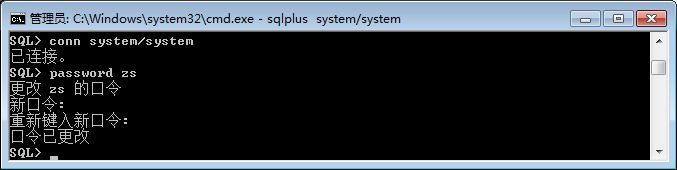 管理员: C:\Windows\system32\cmd.exe - sqlplus  system/system
SQL> conn system/system
已连接。
SQL> password zs
更改 zs 的口令
新口令:
重新键入新口令:
口令已更改
SQL>